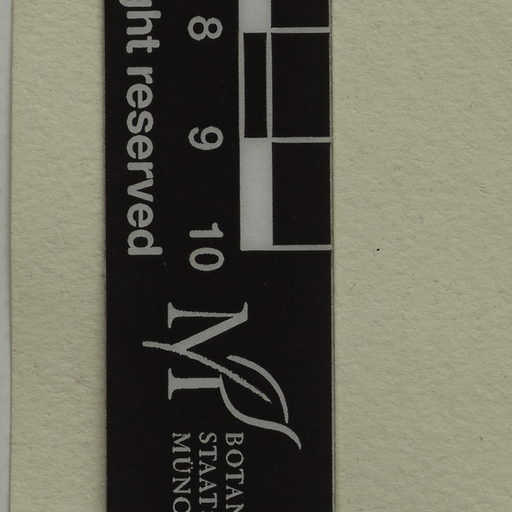 ght reserved
8
9
10
M
BOTAN
STAAT
MÜNC